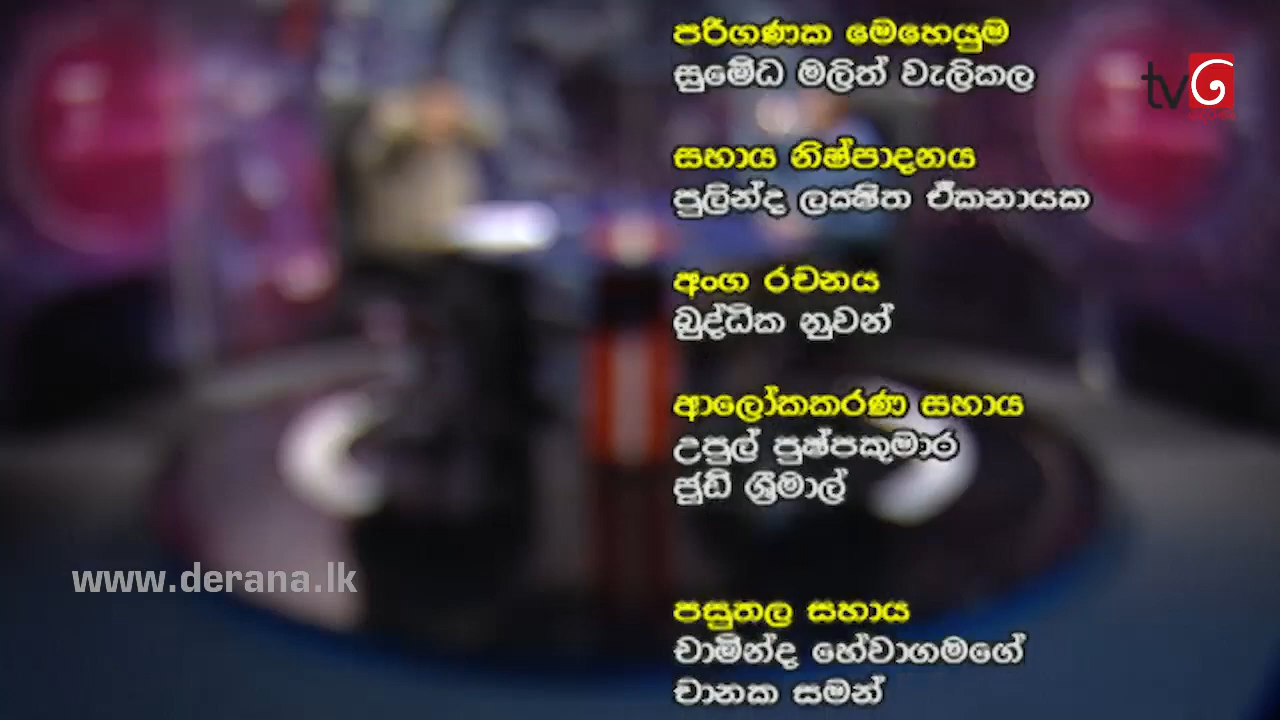 පරිගණක මෙහෙයුම
සුමේධ මලිත් වැලිකල
tv
සහාය නිෂ්පාදනය
පුලින්ද ලක්‍ෂිත ඒකනායක
අංග රචනය
බුද්ධික නුවන්
ආලෝකකරණ සහාය
උපුල් පුෂ්පකුමාර
ජූඩ් ශ්‍රීමාල්
www.derana.lk
පසුතල සහාය
චාමින්ද හේවාගමගේ
චානක සමන්